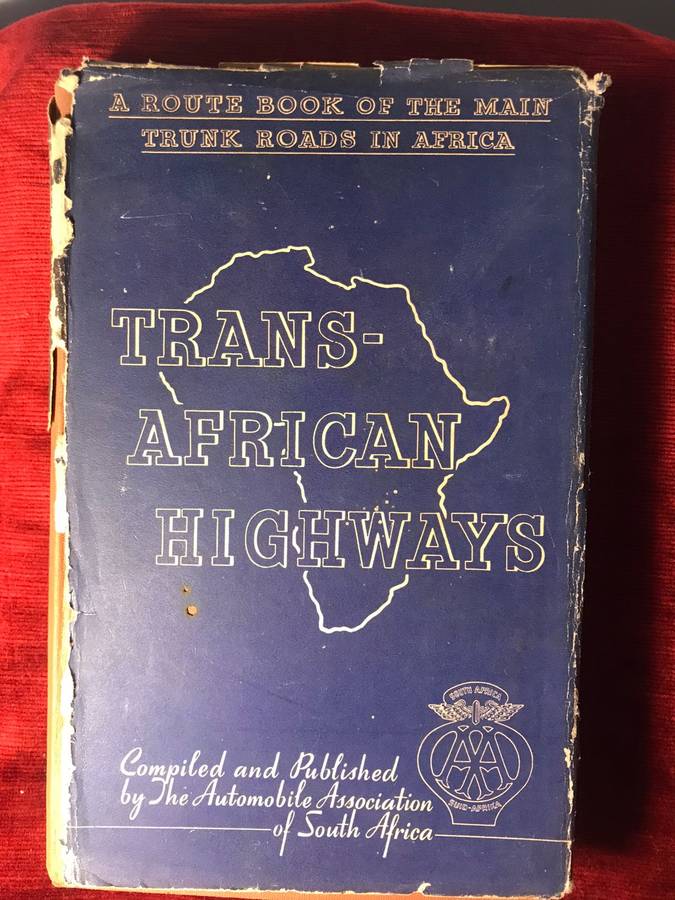 A ROUTE BOOK OF THE MAIN
TRUNK ROADS IN AFRICA
TRANS-
AFRICAN
HIGHWAYS
Compiled and Published
by The Automobile Association
of South Africa
SOUTH AFRICA
AA
SUID-AFRIKA